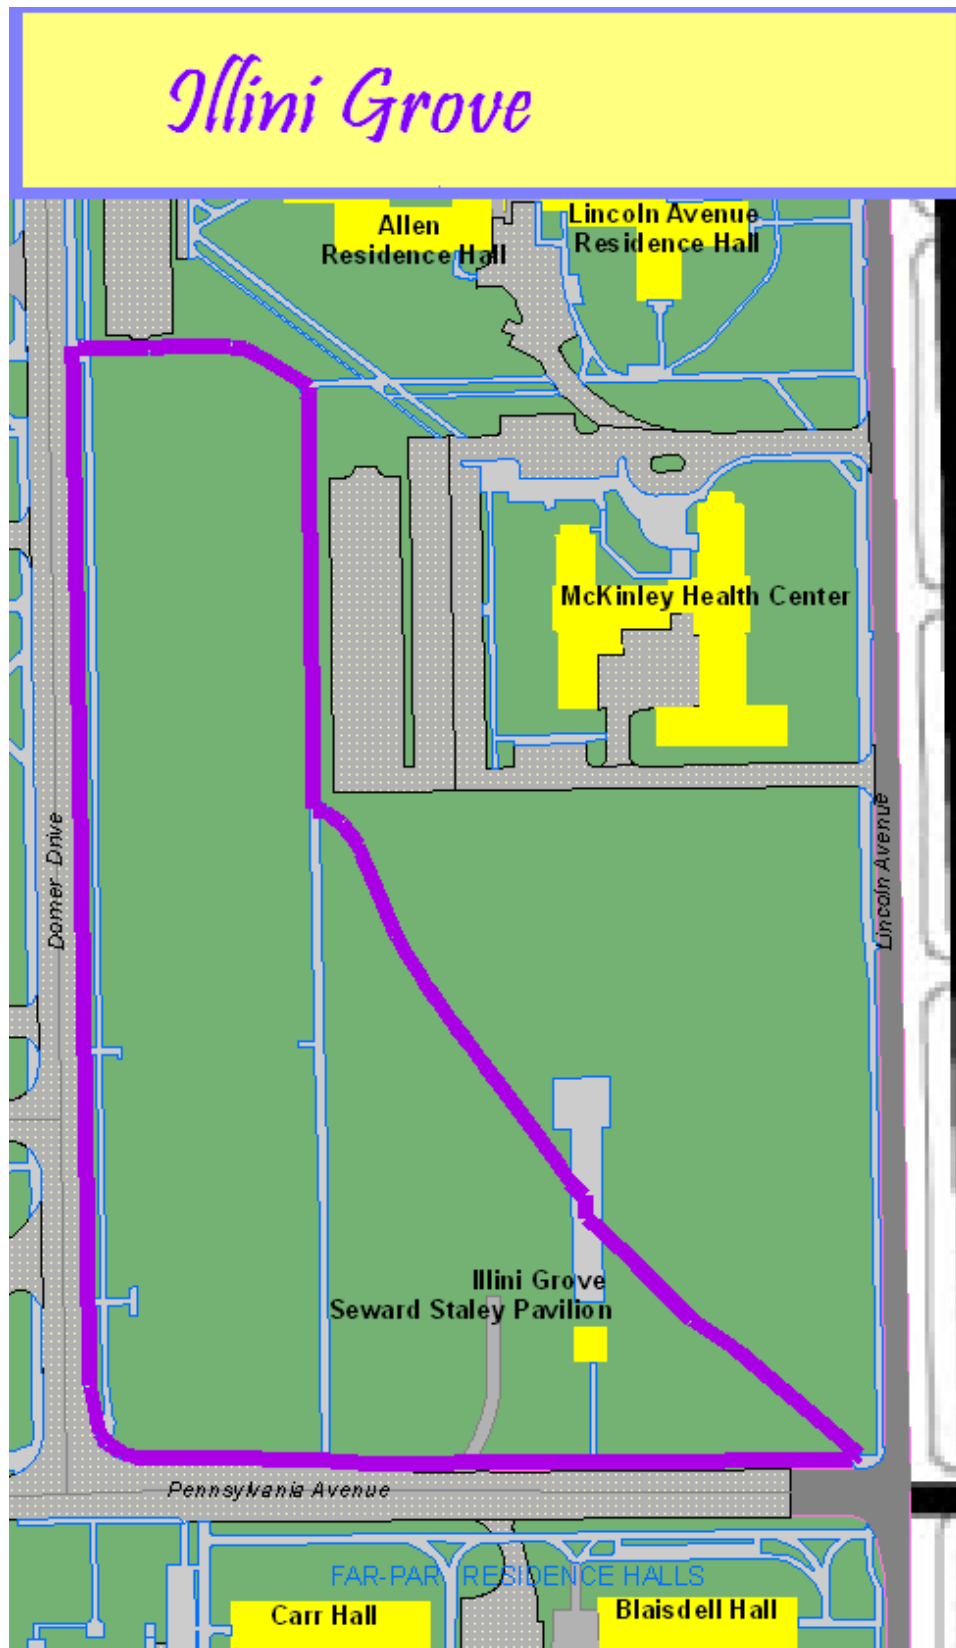 Illini Grove
Allen
Residence Hall
Lincoln Avenue
Residence Hall
McKinley Health Center
Dorner Drive
Lincoln Avenue
Illini Grove
Seward Staley Pavilion
Pennsylvania Avenue
FAR-PAR RESIDENCE HALLS
Carr Hall
Blaisdell Hall